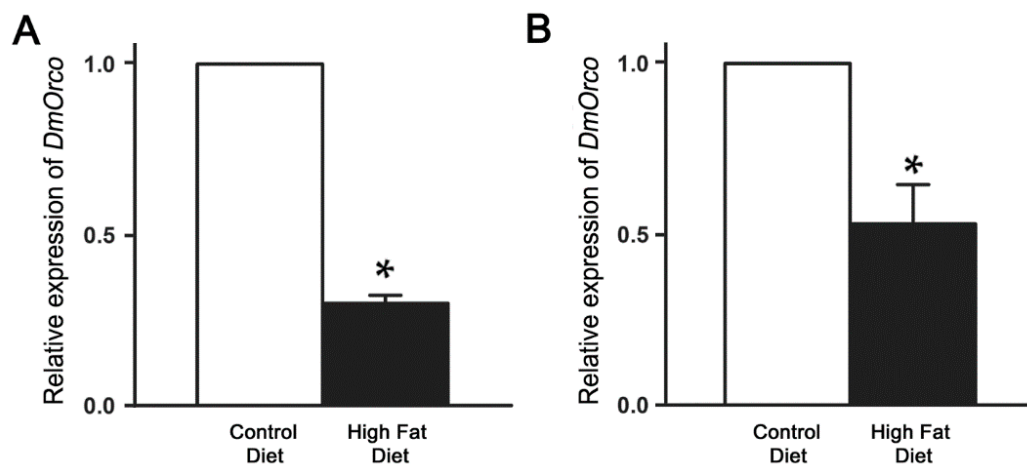 A
Relative expression of DmOrco
1.0
0.5
0.0
*
Control
Diet
High Fat
Diet
B
Relative expression of DmOrco
1.0
0.5
0.0
*
Control
Diet
High Fat
Diet